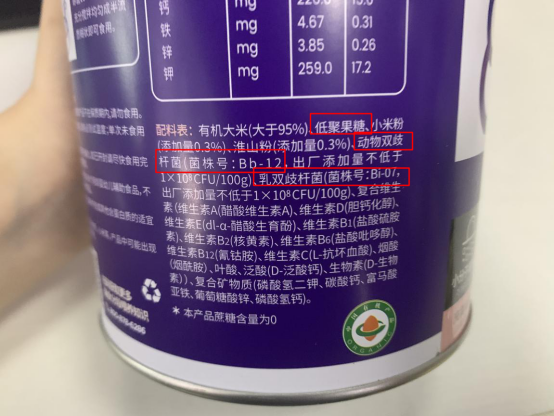 钙
mg
铁
mg
4.67
0.31
锌
mg
3.85
0.26
钾
mg
259.0
17.2
配料表：有机大米(大于95%)、低聚果糖、小米粉
(添加量0.3%)、淮山粉(添加量0.3%)、动物双歧
杆菌(菌株号：Bb-12，出厂添加量不低于
1×10⁸CFU/100g)、乳双歧杆菌(菌株号:Bi-07，
出厂添加量不低于1×10⁸CFU/100g)、复合维生
素(维生素A(醋酸维生素A)、维生素D(胆钙化醇)、
维生素E(dl-α-醋酸生育酚)、维生素B1(盐酸硫胺
素)、维生素B2(核黄素)、维生素B6(盐酸吡哆醇)、
维生素B12(氰钴胺)、维生素C(L-抗坏血酸)、烟酸
(烟酰胺)、叶酸、泛酸(D-泛酸钙)、生物素(D-生物
素))、复合矿物质(磷酸氢二钾、碳酸钙、富马酸
亚铁、葡萄糖酸锌、磷酸氢钙)。
＊本产品蔗糖含量为0